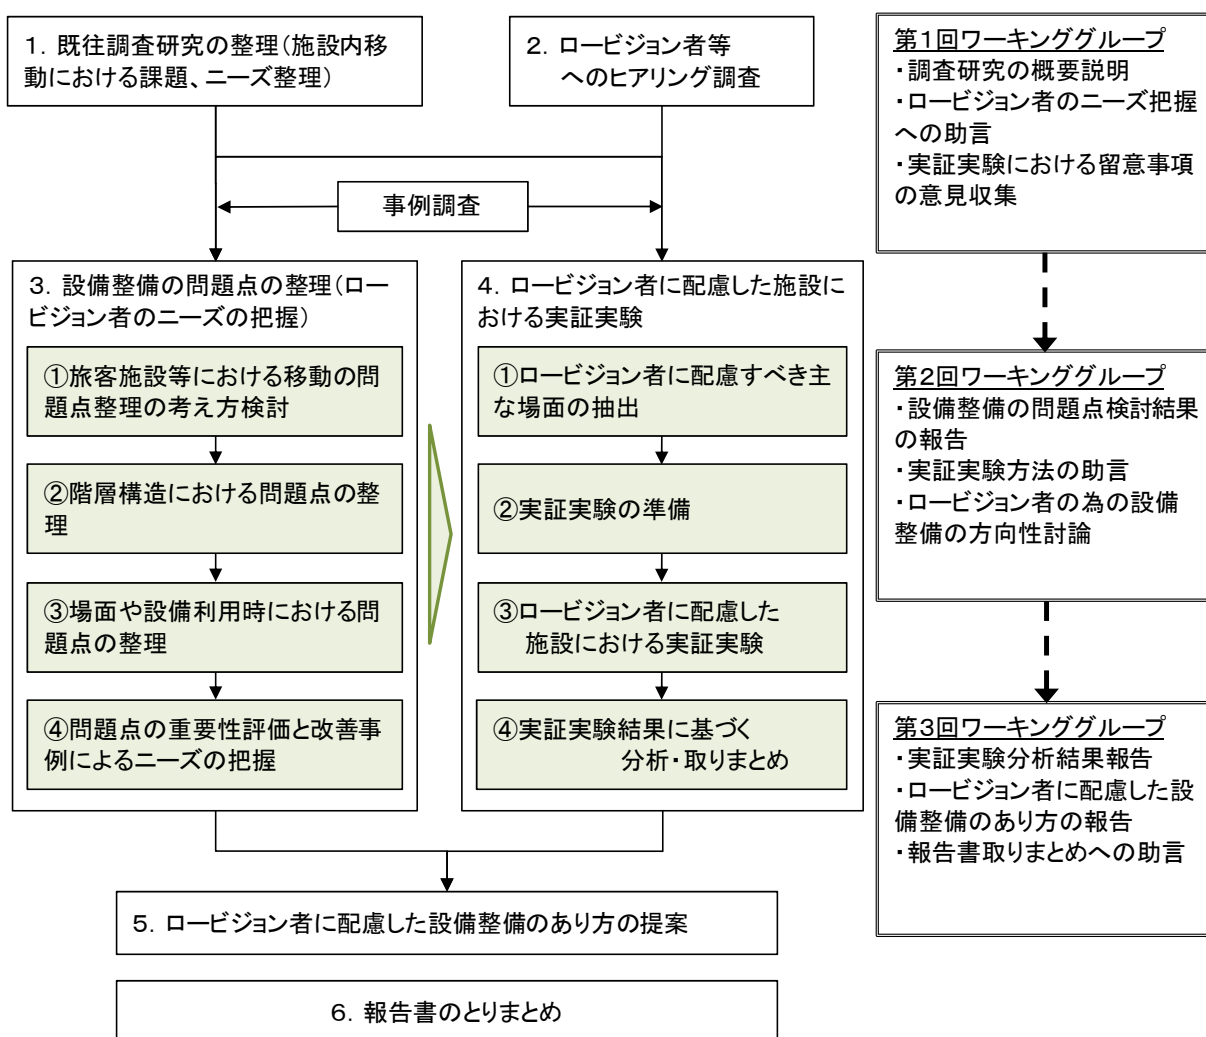 １．既往調査研究の整理（施設内移
動における課題、ニーズ整理）
２．ロービジョン者等
へのヒアリング調査
事例調査
３．設備整備の問題点の整理（ロー
ビジョン者のニーズの把握）
①旅客施設等における移動の問
題点整理の考え方検討
②階層構造における問題点の整
理
③場面や設備利用時における問
題点の整理
④問題点の重要性評価と改善事
例によるニーズの把握
４．ロービジョン者に配慮した施設に
おける実証実験
①ロービジョン者に配慮すべき主
な場面の抽出
②実証実験の準備
③ロービジョン者に配慮した
施設における実証実験
④実証実験結果に基づく
分析・取りまとめ
５．ロービジョン者に配慮した設備整備のあり方の提案
６．報告書のとりまとめ
第１回ワーキンググループ
・調査研究の概要説明
・ロービジョン者のニーズ把握
への助言
・実証実験における留意事項
の意見収集
第２回ワーキンググループ
・設備整備の問題点検討結果
の報告
・実証実験方法の助言
・ロービジョン者の為の設備
整備の方向性討論
第３回ワーキンググループ
・実証実験分析結果報告
・ロービジョン者に配慮した設
備整備のあり方の報告
・報告書取りまとめへの助言